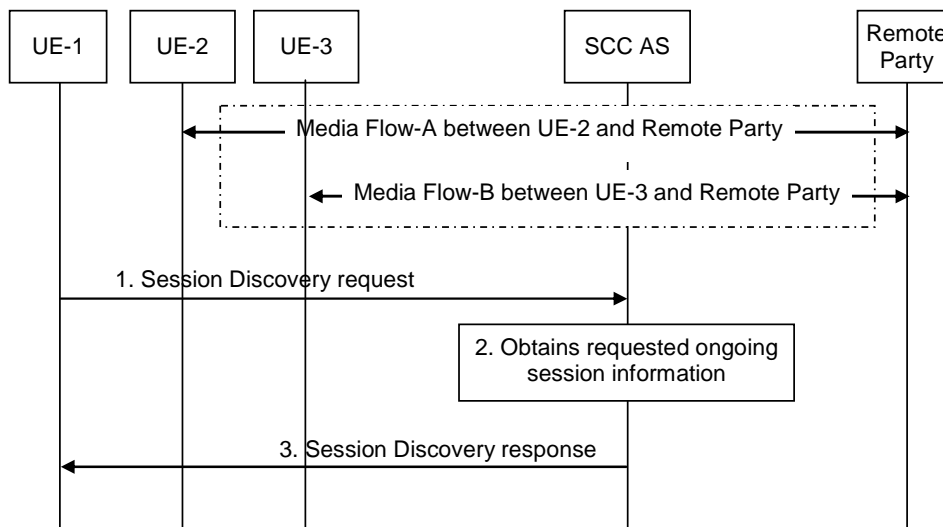 UE-1
UE-2
UE-3
SCC AS
Remote
Party
Media Flow-A between UE-2 and Remote Party
Media Flow-B between UE-3 and Remote Party
1. Session Discovery request
2. Obtains requested ongoing
session information
3. Session Discovery response